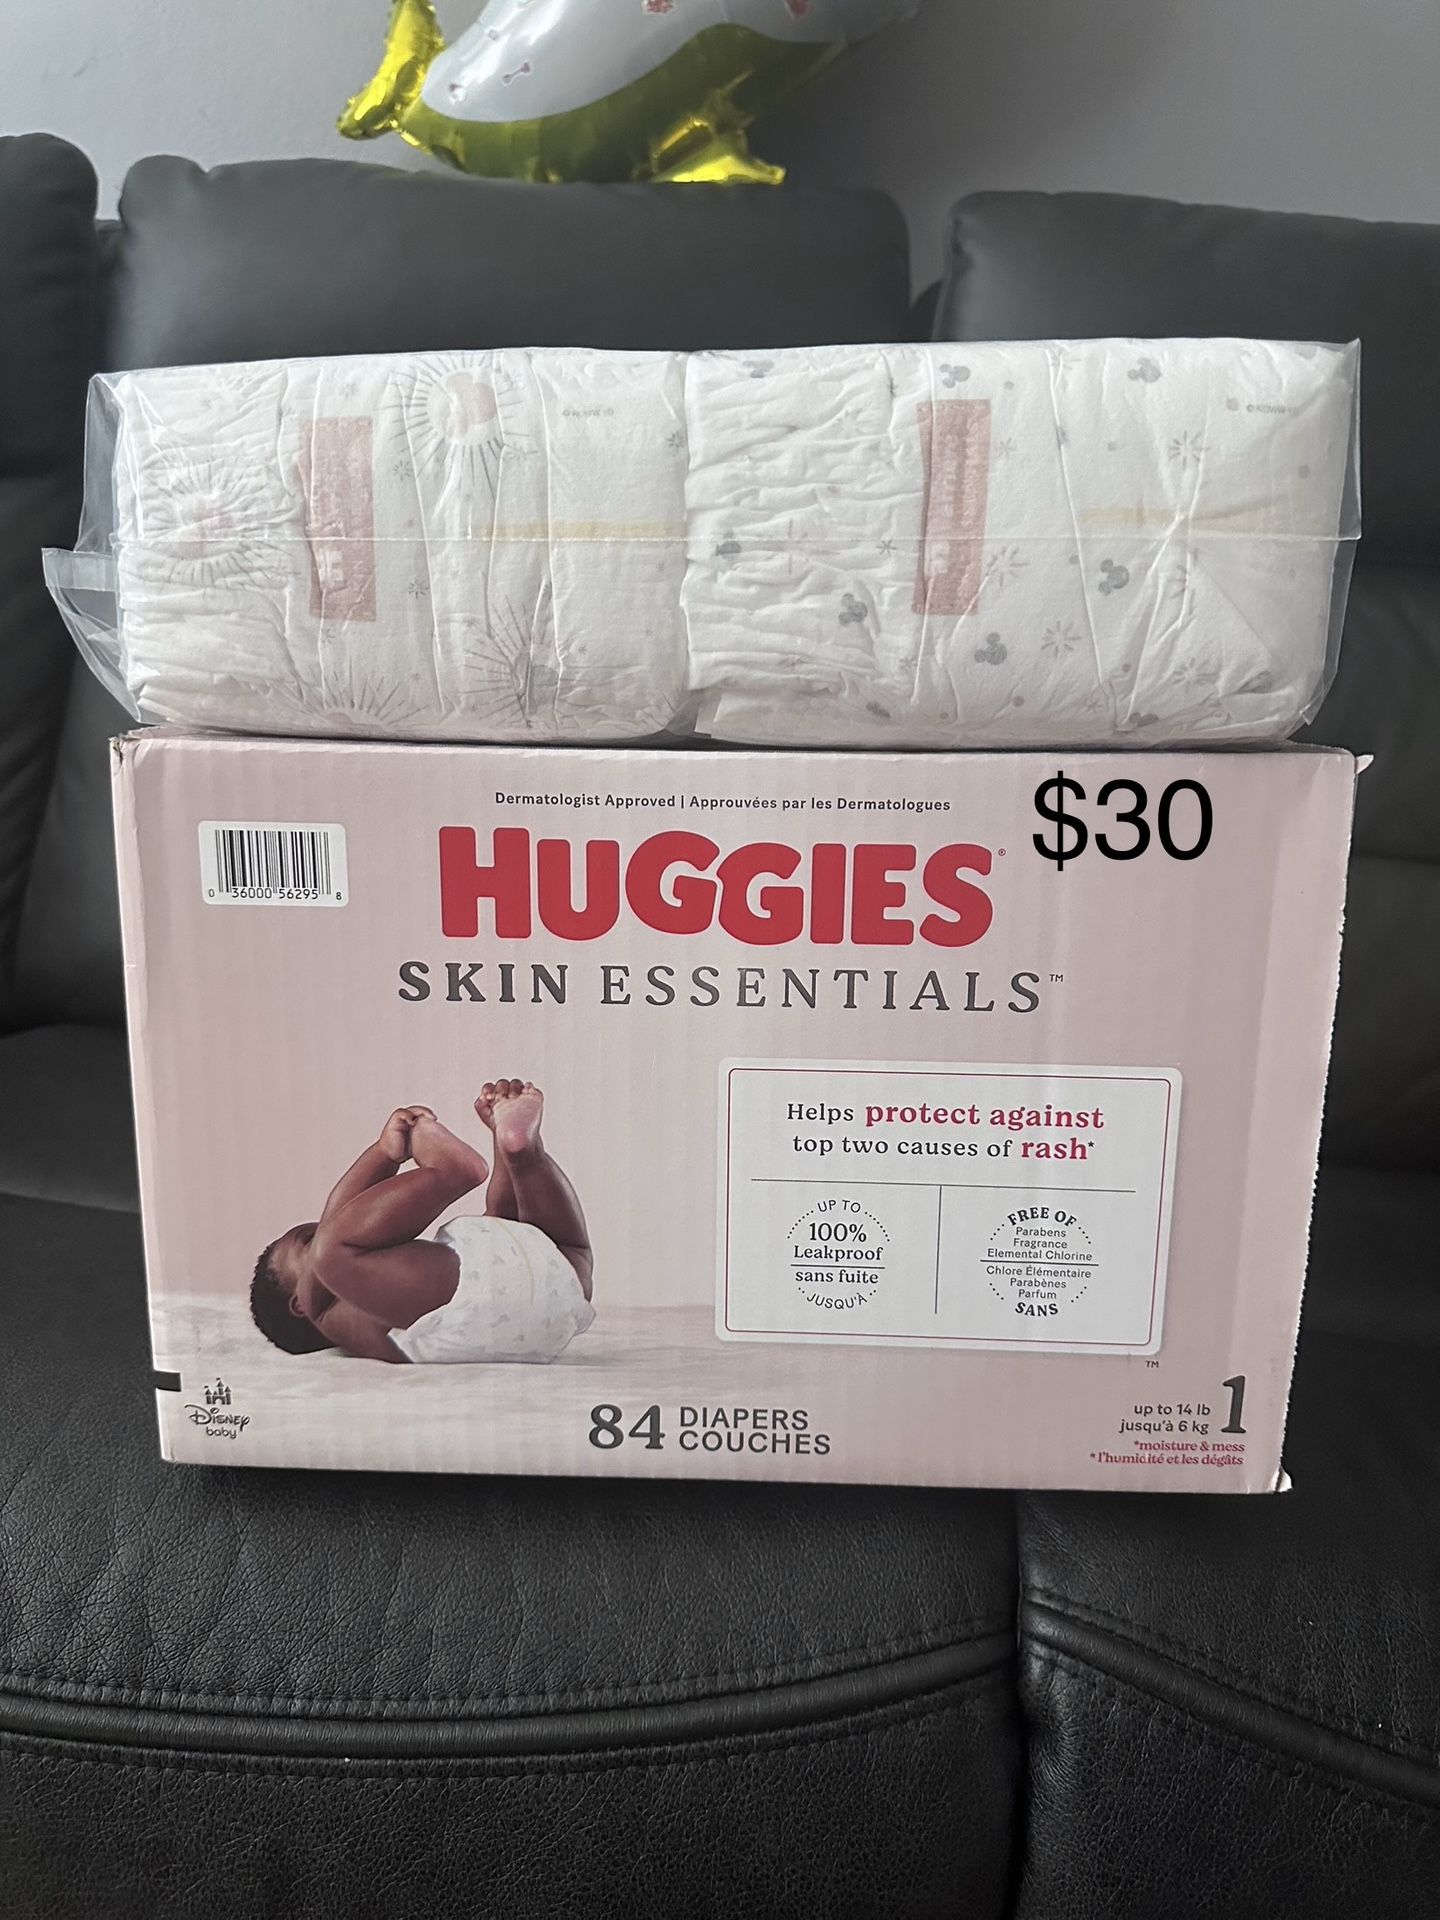 Dermatologist Approved | Approuvées par les Dermatologues
$30
0 36000 56295 8
HUGGIES®
SKIN ESSENTIALS™
Helps protect against
top two causes of rash*
UP TO
100%
Leakproof
sans fuite
JUSQU'À
FREE OF
Parabens
Fragrance
Elemental Chlorine
Chlore Élémentaire
Parabènes
Parfum
SANS
TM
Disney
baby
84 DIAPERS
COUCHES
up to 14 lb
jusqu'à 6 kg
1
*moisture & mess
*l'humidité et les dégâts